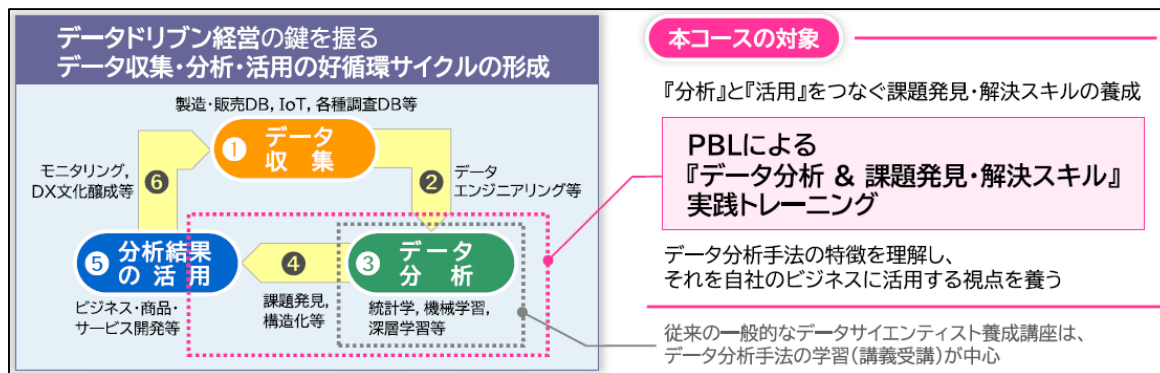 データドリブン経営の鍵を握る
データ収集・分析・活用の好循環サイクルの形成
製造・販売DB, IoT, 各種調査DB等
❶ データ
収集
モニタリング,
DX文化醸成等
❻
❷
データ
エンジニアリング等
❺ 分析結果
の活用
❹
❸ データ
分析
ビジネス・商品・
サービス開発等
課題発見,
構造化等
統計学, 機械学習,
深層学習等
本コースの対象
『分析』と『活用』をつなぐ課題発見・解決スキルの養成
PBLによる
『データ分析 & 課題発見・解決スキル』
実践トレーニング
データ分析手法の特徴を理解し、
それを自社のビジネスに活用する視点を養う
従来の一般的なデータサイエンティスト養成講座は、
データ分析手法の学習(講義受講)が中心